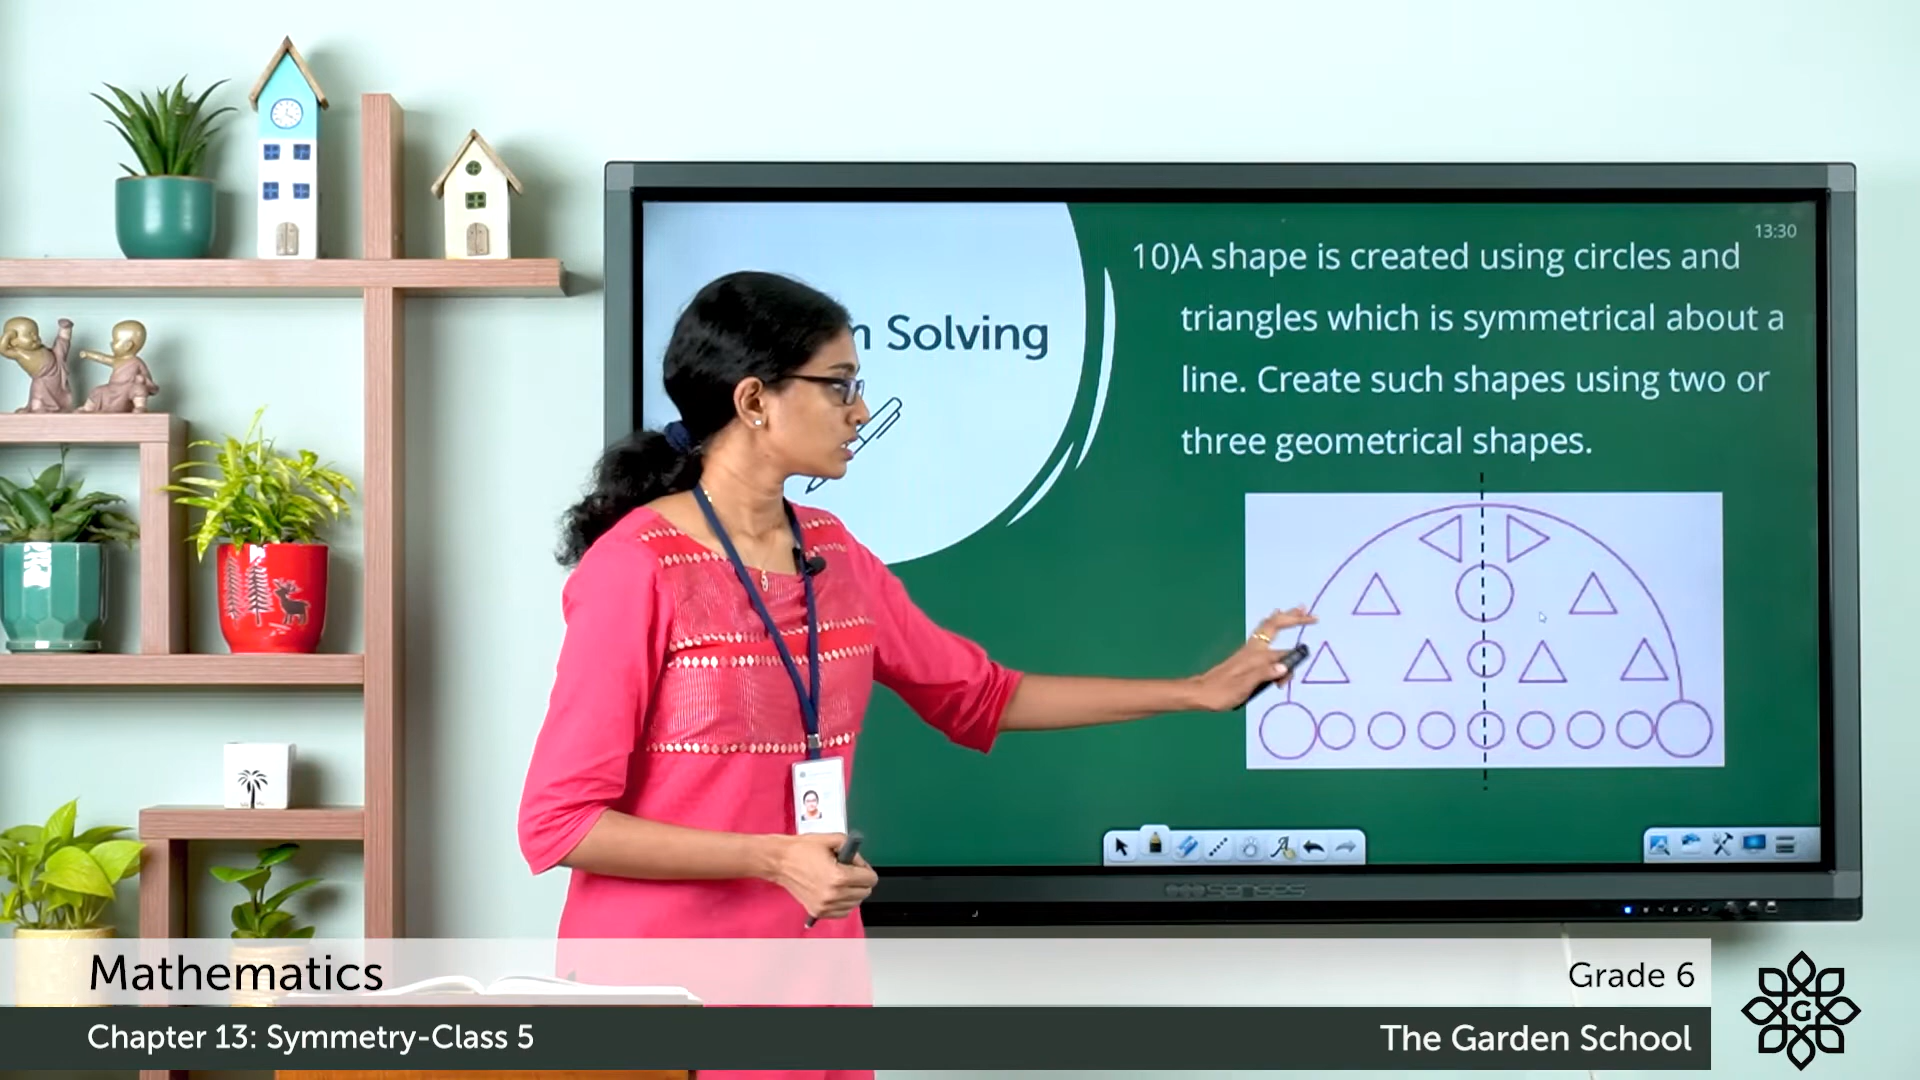 13:30
10)A shape is created using circles and
triangles which is symmetrical about a
line. Create such shapes using two or
three geometrical shapes.
Solving
Mathematics
Grade 6
Chapter 13: Symmetry-Class 5
The Garden School
G